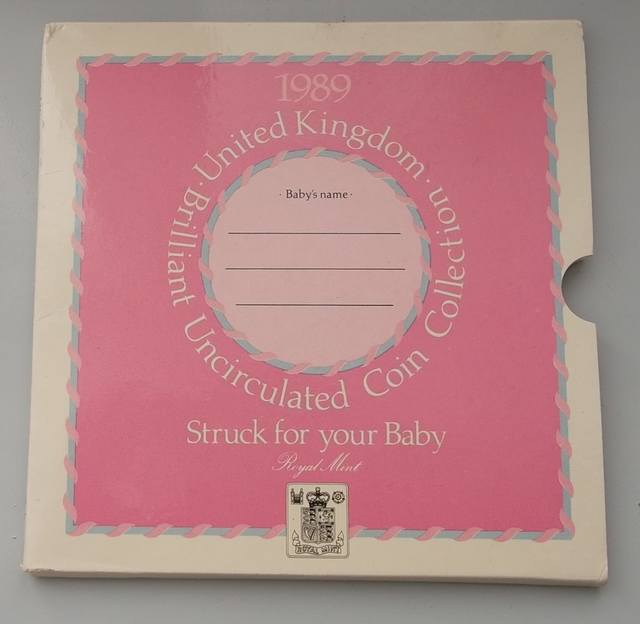 1989
· United Kingdom ·
Brilliant Uncirculated Coin Collection
· Baby's name ·
Struck for your Baby
Royal Mint
ROYAL MINT